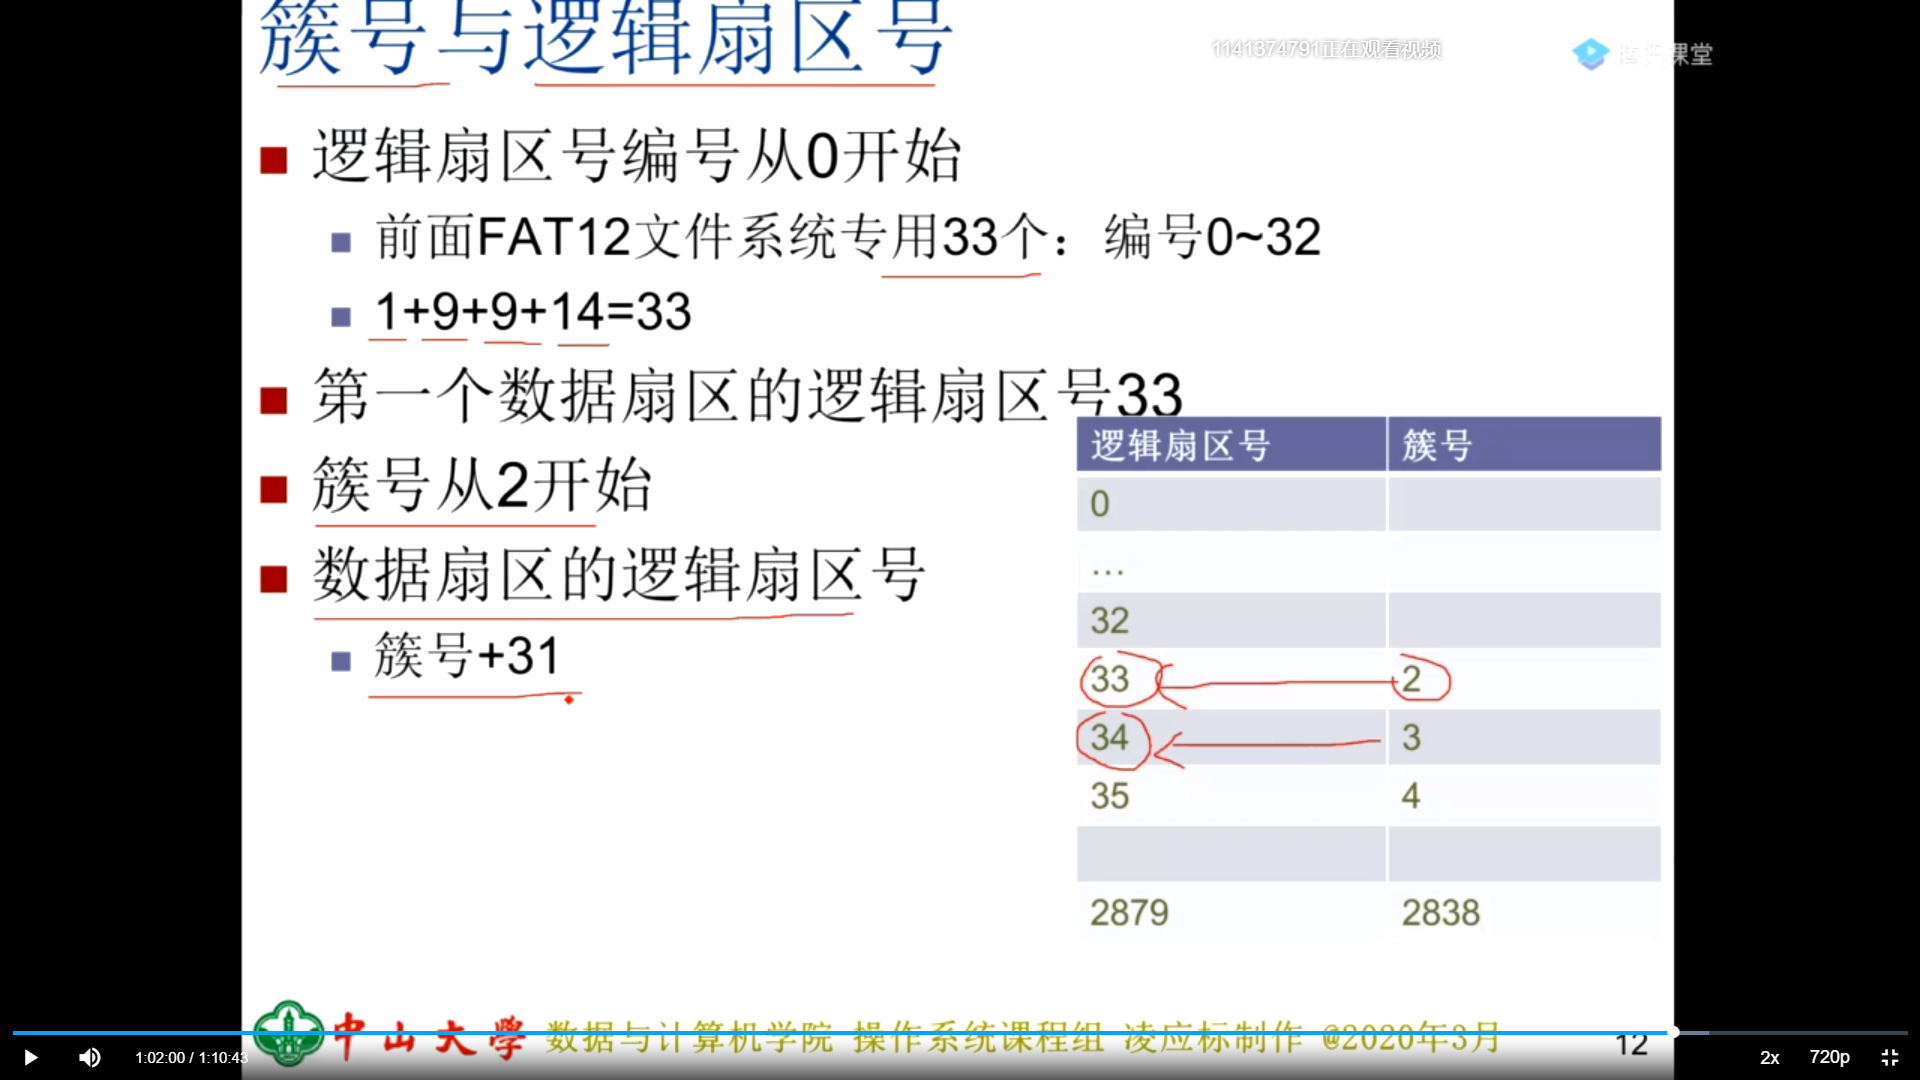 簇号与逻辑扇区号
1141374791正在观看视频
腾讯课堂
逻辑扇区号编号从0开始
前面FAT12文件系统专用33个：编号0~32
1+9+9+14=33
第一个数据扇区的逻辑扇区号33
簇号从2开始
数据扇区的逻辑扇区号
簇号+31
逻辑扇区号 簇号
0
...
32
33 2
34 3
35 4
2879 2838
中山大学 数据与计算机学院 操作系统课程组 凌应标制作 @2020年3月
12
1:02:00 / 1:10:43
2x
720p